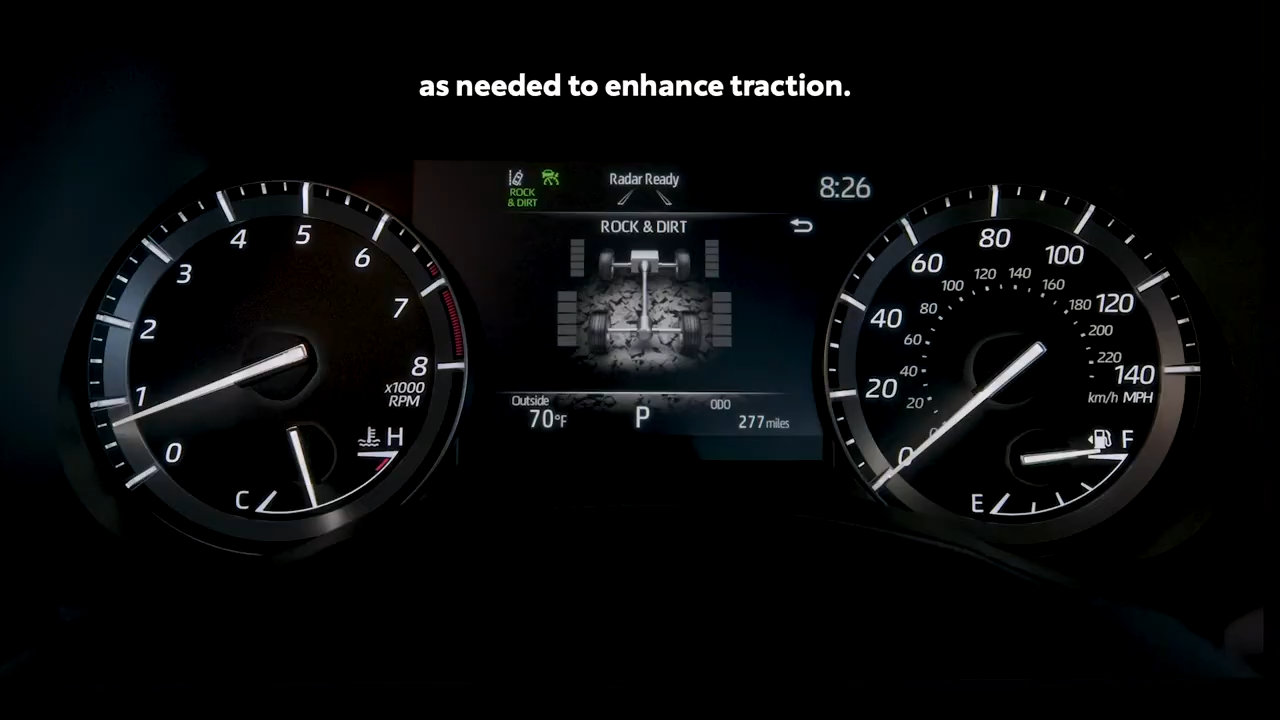 as needed to enhance traction.
ROCK
& DIRT
Radar Ready
8:26
ROCK & DIRT
Outside
70°F
P
ODO
277 miles
0
1
2
3
4
5
6
7
8
x1000
RPM
H
C
0
20
40
60
80
100
120
140
km/h MPH
0
20
40
60
80
100
120
140
160
180
200
220
F
E